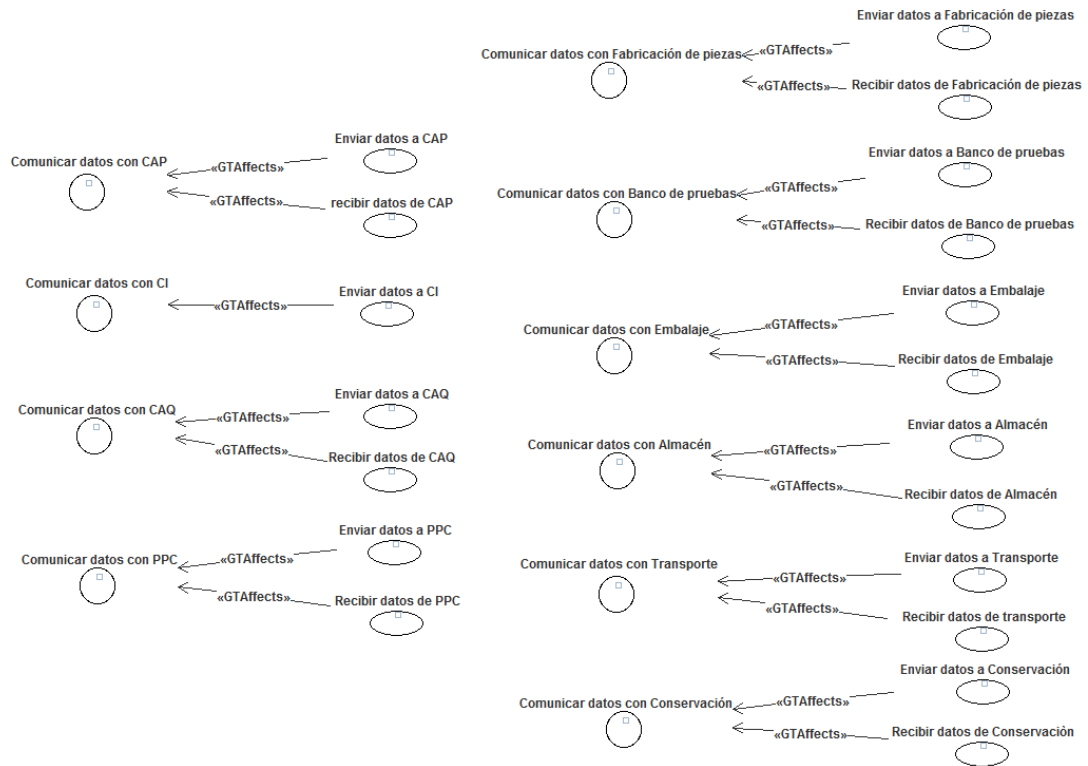 Comunicar datos con CAP
Enviar datos a CAP
«GTAffects»
«GTAffects»
recibir datos de CAP
Comunicar datos con CI
Enviar datos a CI
«GTAffects»
Comunicar datos con CAQ
Enviar datos a CAQ
«GTAffects»
«GTAffects»
Recibir datos de CAQ
Comunicar datos con PPC
Enviar datos a PPC
«GTAffects»
«GTAffects»
Recibir datos de PPC
Enviar datos a Fabricación de piezas
Comunicar datos con Fabricación de piezas
«GTAffects»
«GTAffects»
Recibir datos de Fabricación de piezas
Enviar datos a Banco de pruebas
Comunicar datos con Banco de pruebas
«GTAffects»
«GTAffects»
Recibir datos de Banco de pruebas
Enviar datos a Embalaje
Comunicar datos con Embalaje
«GTAffects»
«GTAffects»
Recibir datos de Embalaje
Enviar datos a Almacén
Comunicar datos con Almacén
«GTAffects»
«GTAffects»
Recibir datos de Almacén
Enviar datos a Transporte
Comunicar datos con Transporte
«GTAffects»
«GTAffects»
Recibir datos de transporte
Enviar datos a Conservación
Comunicar datos con Conservación
«GTAffects»
«GTAffects»
Recibir datos de Conservaciòn